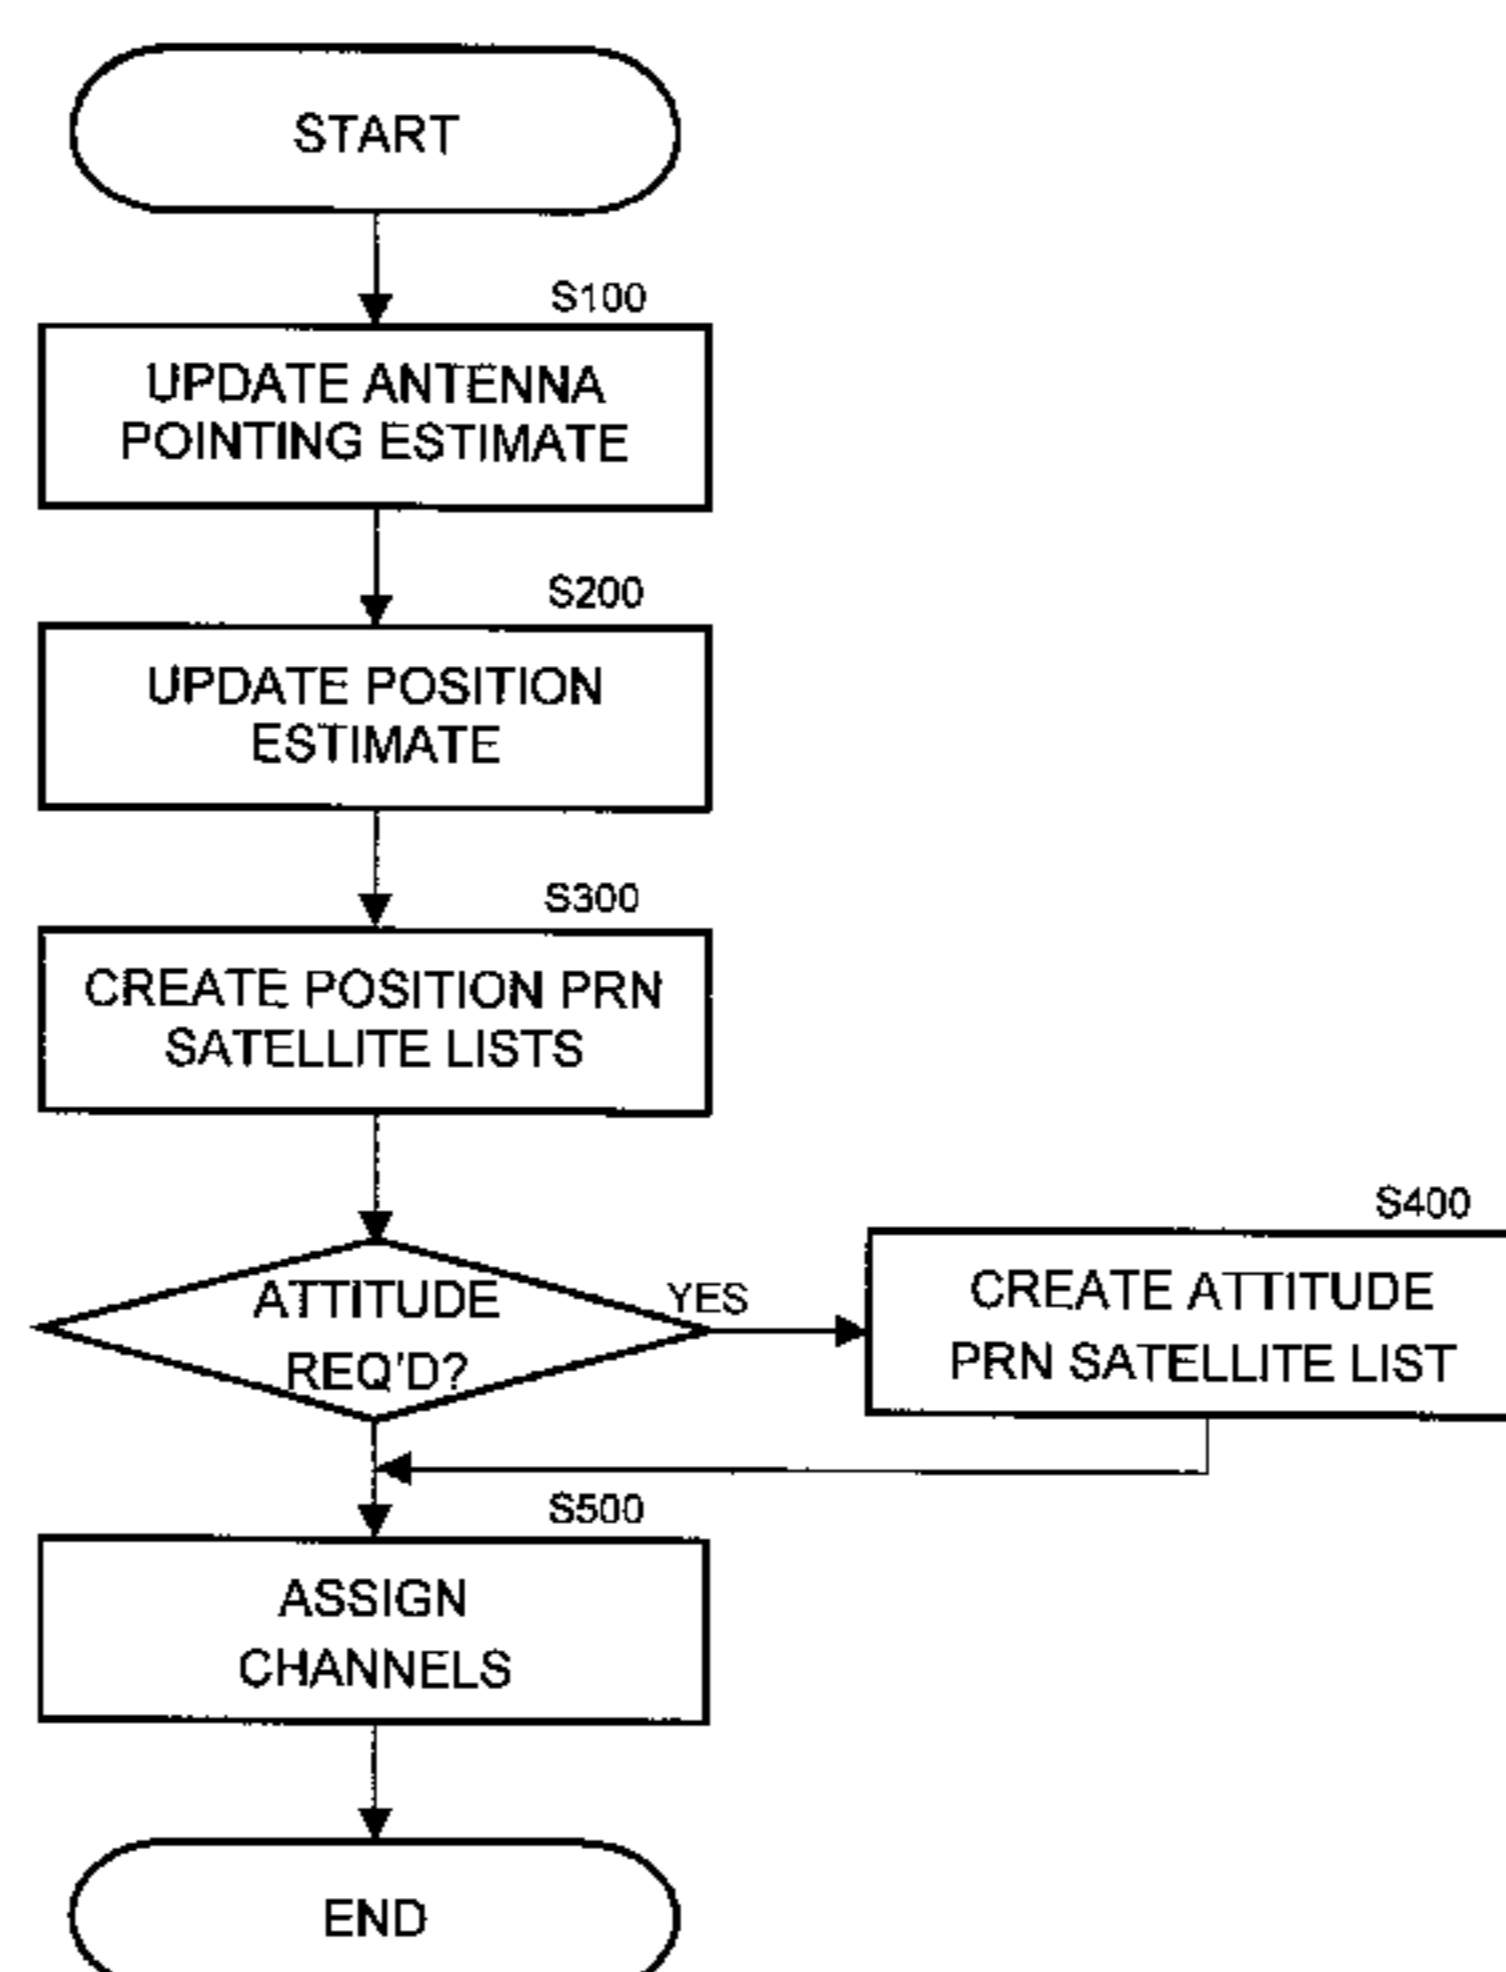 START
S100
UPDATE ANTENNA
POINTING ESTIMATE
S200
UPDATE POSITION
ESTIMATE
S300
CREATE POSITION PRN
SATELLITE LISTS
ATTITUDE
REQ'D?
YES
S400
CREATE ATTITUDE
PRN SATELLITE LIST
S500
ASSIGN
CHANNELS
END